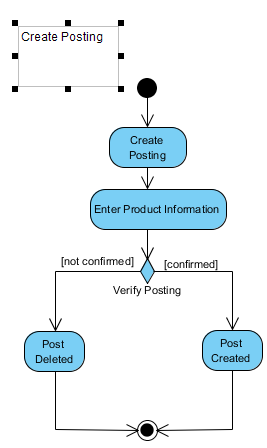 Create Posting
Create
Posting
Enter Product Information
[not confirmed]
[confirmed]
Verify Posting
Post
Deleted
Post
Created